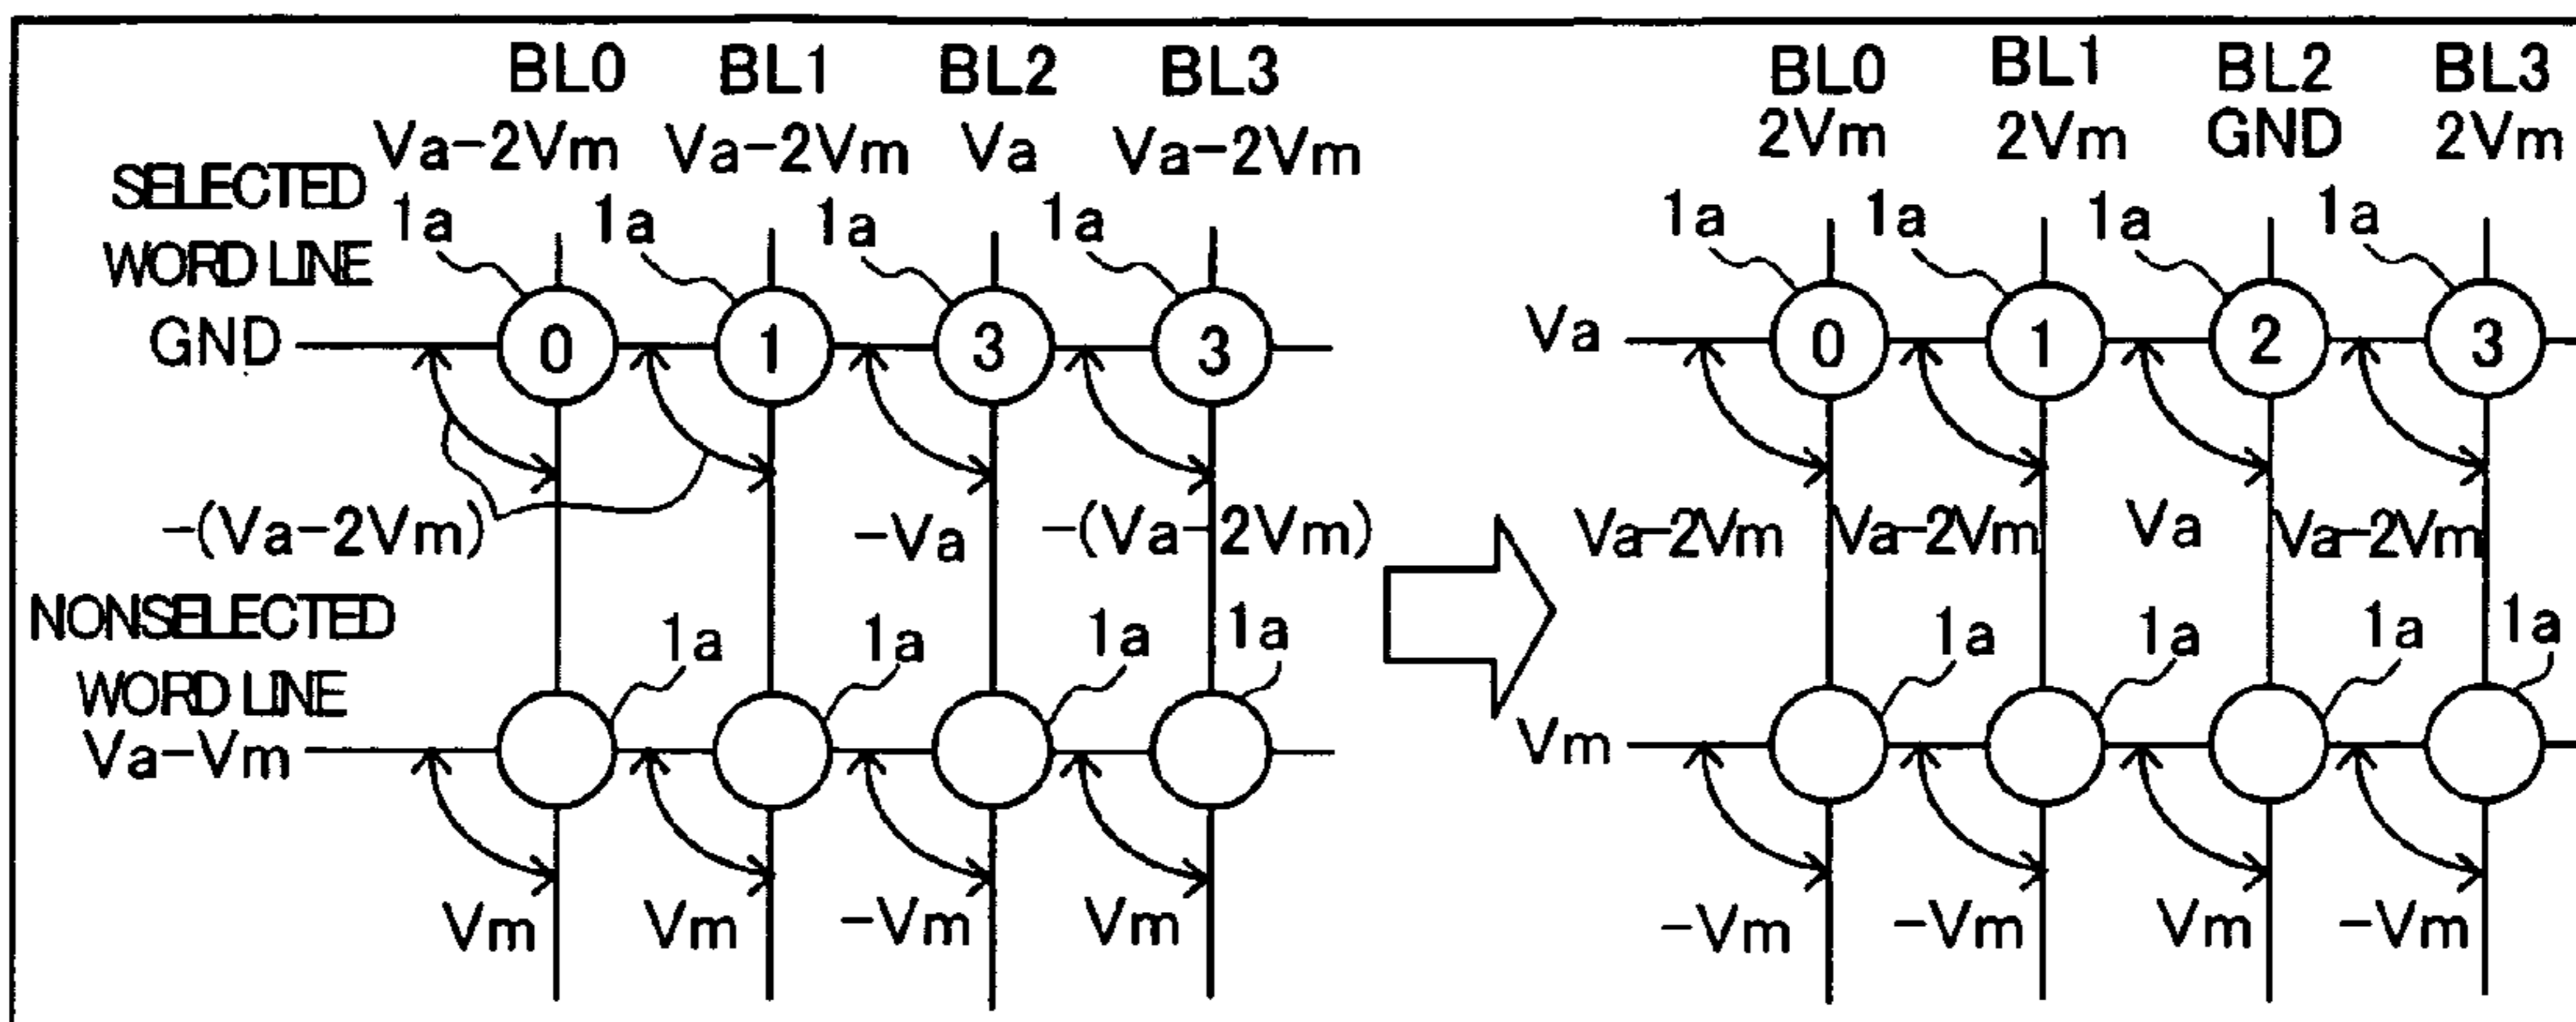 BL0 BL1 BL2 BL3
Va-2Vm Va-2Vm Va Va-2Vm
SELECTED
WORD LINE
1a 1a 1a 1a
GND 0 1 3 3
-(Va-2Vm) -Va -(Va-2Vm)
NONSELECTED
WORD LINE
1a 1a 1a 1a
Va-Vm
Vm Vm -Vm Vm
BL0 BL1 BL2 BL3
2Vm 2Vm GND 2Vm
1a 1a 1a 1a
Va 0 1 2 3
Va-2Vm Va-2Vm Va Va-2Vm
1a 1a 1a 1a
Vm
-Vm -Vm Vm -Vm